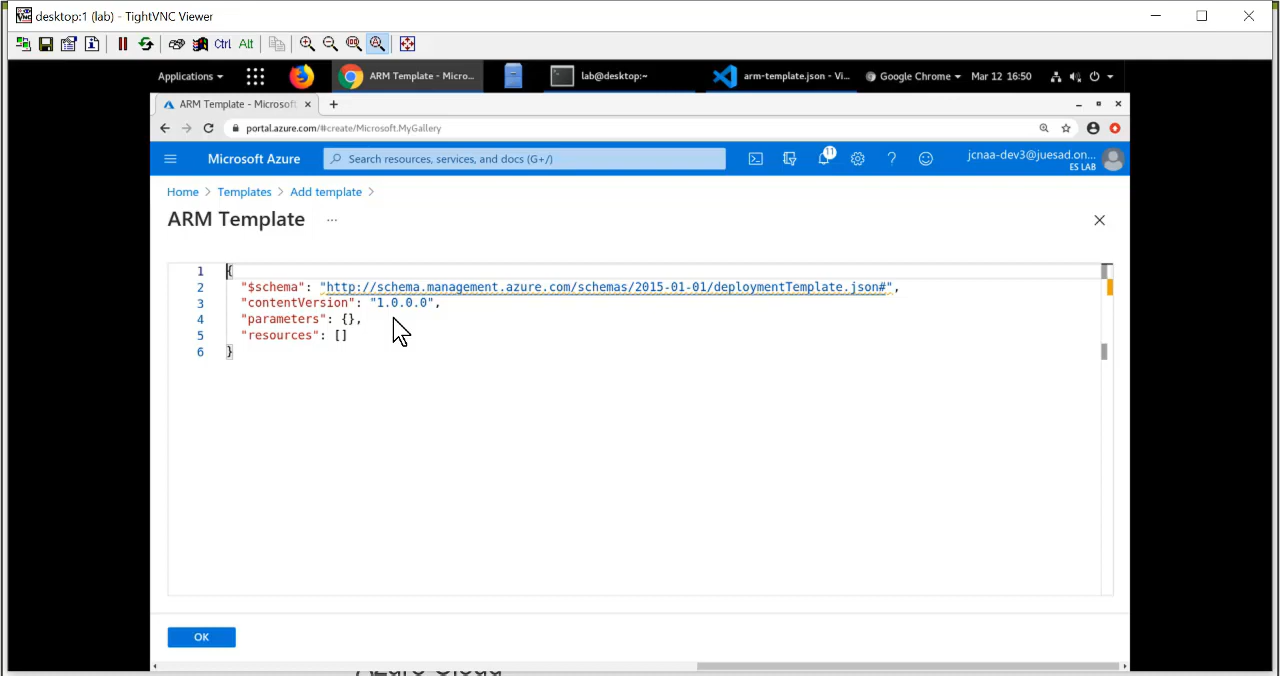 desktop:1 (lab) - TightVNC Viewer
Ctrl Alt
Applications ARM Template - Micro... lab@desktop:~ arm-template.json - Vi... Google Chrome Mar 12 16:50
ARM Template - Microsoft
portal.azure.com/#create/Microsoft.MyGallery
Microsoft Azure Search resources, services, and docs (G+/) 11 jcnaa-dev3@juesad.on...
ES LAB
Home > Templates > Add template >
ARM Template ...
1 {
2 "$schema": "http://schema.management.azure.com/schemas/2015-01-01/deploymentTemplate.json#",
3 "contentVersion": "1.0.0.0",
4 "parameters": {},
5 "resources": []
6 }
OK
Azure Cloud